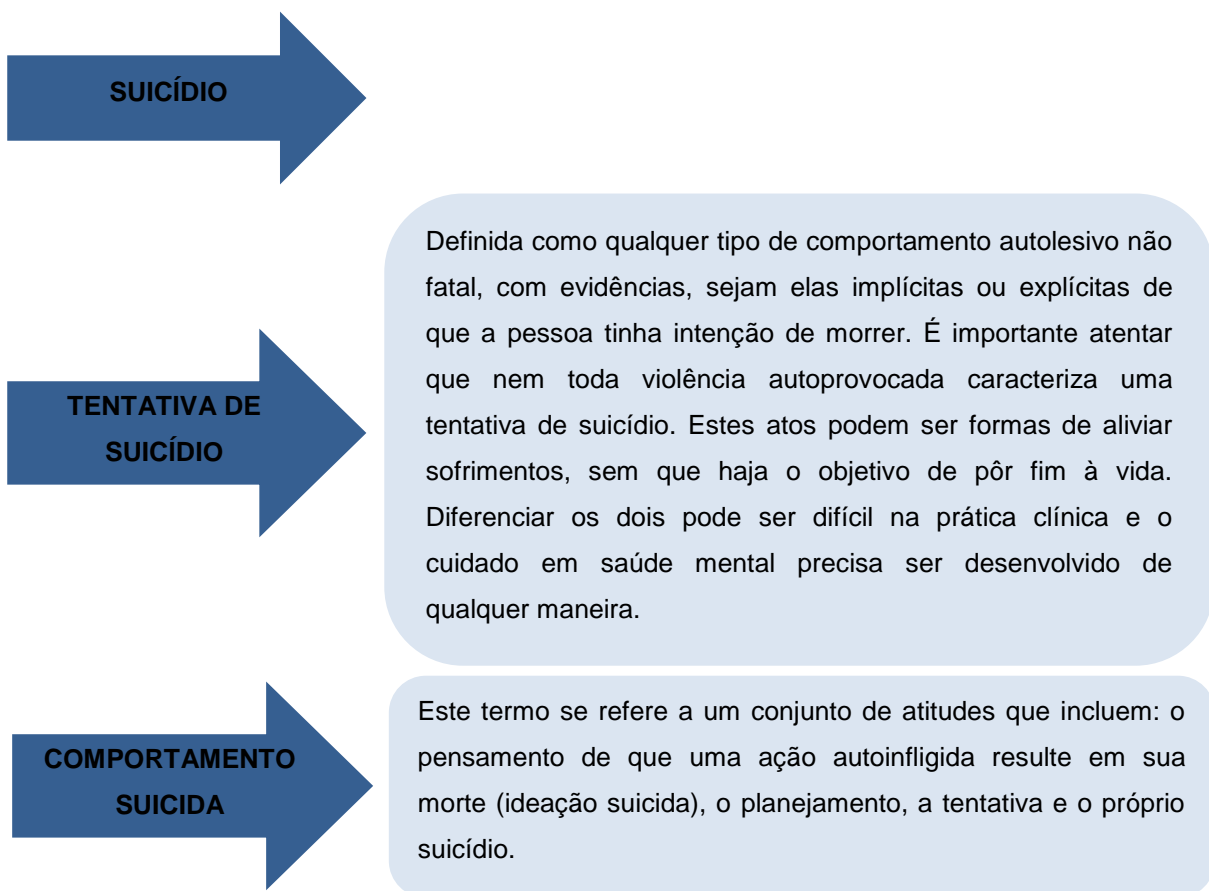 SUICÍDIO
Definida como qualquer tipo de comportamento autolesivo não
fatal, com evidências, sejam elas implícitas ou explícitas de
que a pessoa tinha intenção de morrer. É importante atentar
que nem toda violência autoprovocada caracteriza uma
tentativa de suicídio. Estes atos podem ser formas de aliviar
sofrimentos, sem que haja o objetivo de pôr fim à vida.
Diferenciar os dois pode ser difícil na prática clínica e o
cuidado em saúde mental precisa ser desenvolvido de
qualquer maneira.
TENTATIVA DE
SUICÍDIO
Este termo se refere a um conjunto de atitudes que incluem: o
pensamento de que uma ação autoinfligida resulte em sua
morte (ideação suicida), o planejamento, a tentativa e o próprio
suicídio.
COMPORTAMENTO
SUICIDA